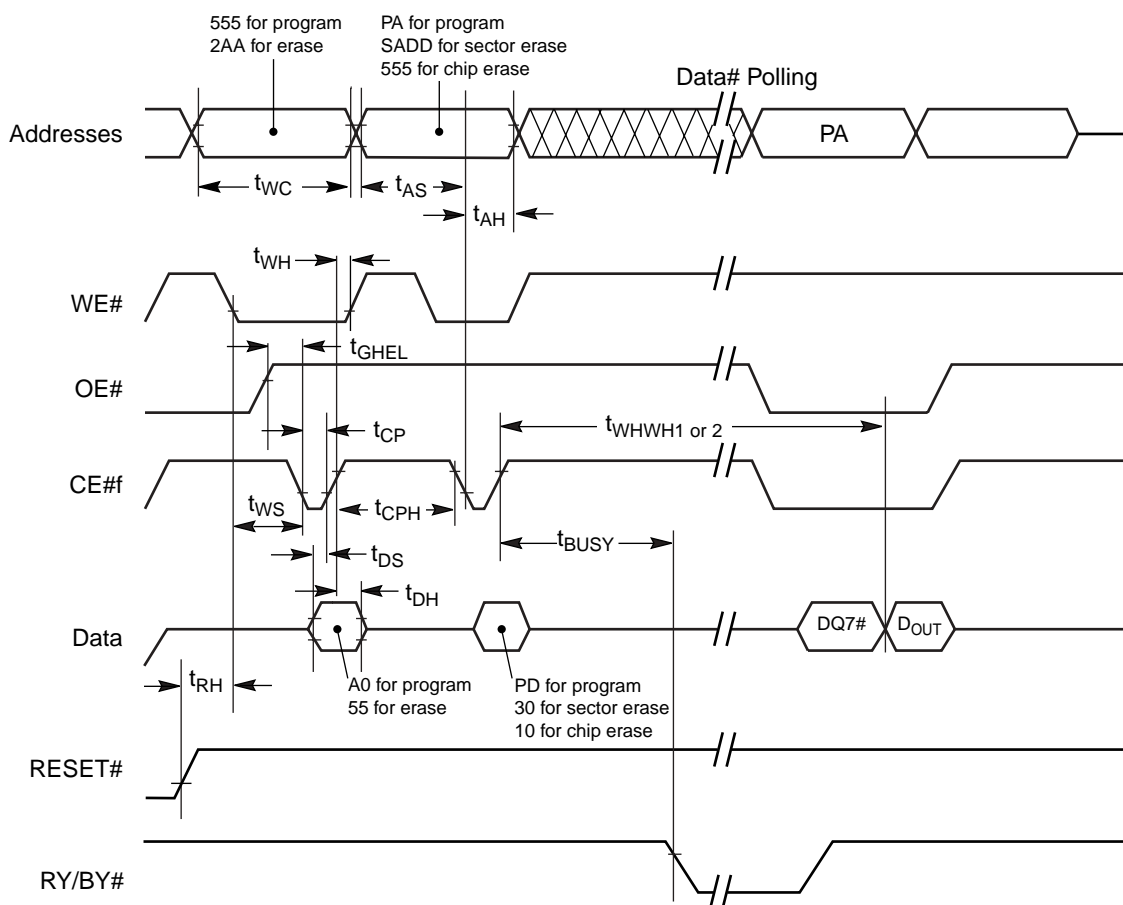 555 for program
2AA for erase
PA for program
SADD for sector erase
555 for chip erase
Data# Polling
Addresses
PA
tWC
tAS
tAH
tWH
WE#
tGHEL
OE#
tCP
tWHWH1 or 2
CE#f
tWS
tCPH
tDS
tBUSY
tDH
Data
DQ7#
DOUT
tRH
A0 for program
55 for erase
PD for program
30 for sector erase
10 for chip erase
RESET#
RY/BY#